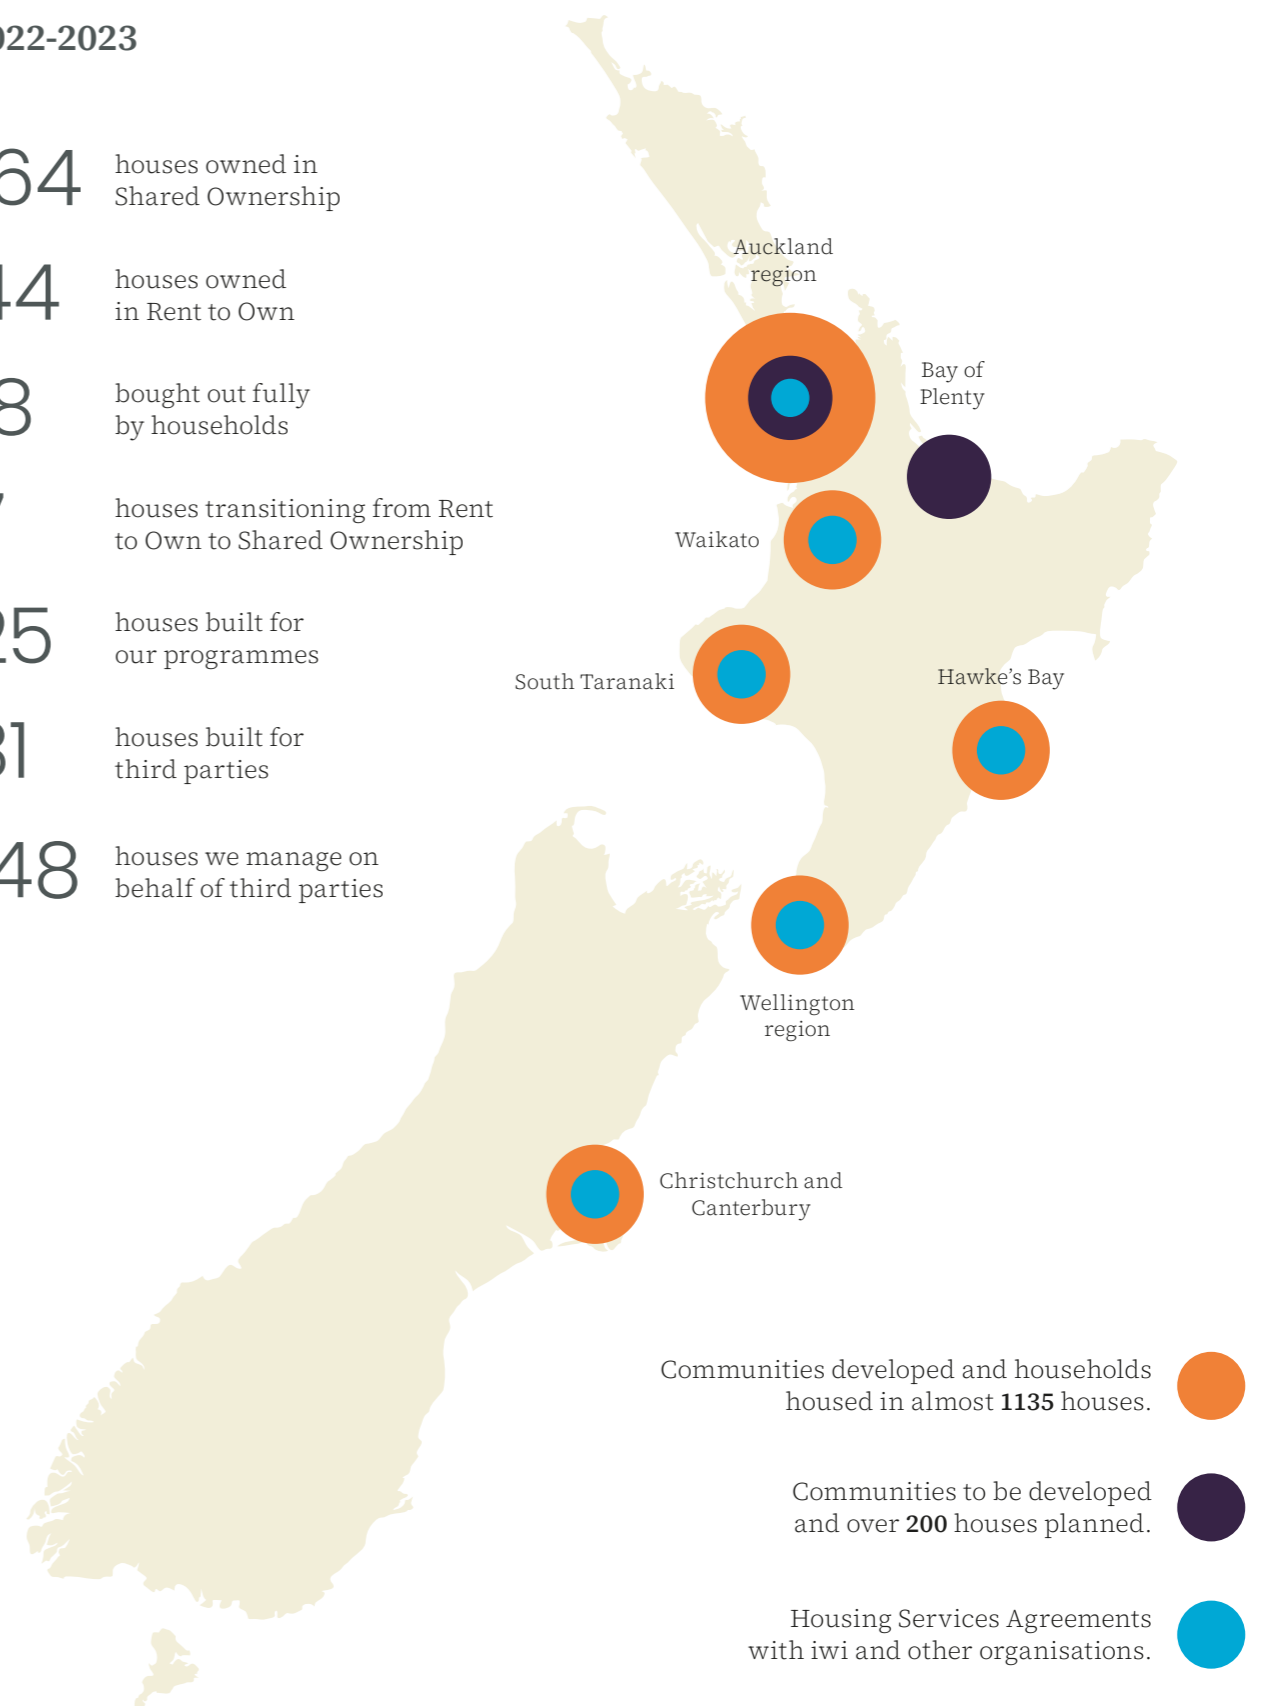 022-2023
64
houses owned in
Shared Ownership
44
houses owned
in Rent to Own
8
bought out fully
by households
houses transitioning from Rent
to Own to Shared Ownership
25
houses built for
our programmes
31
houses built for
third parties
48
houses we manage on
behalf of third parties
Auckland
region
Bay of
Plenty
Waikato
South Taranaki
Hawke’s Bay
Wellington
region
Christchurch and
Canterbury
Communities developed and households
housed in almost 1135 houses.
Communities to be developed
and over 200 houses planned.
Housing Services Agreements
with iwi and other organisations.